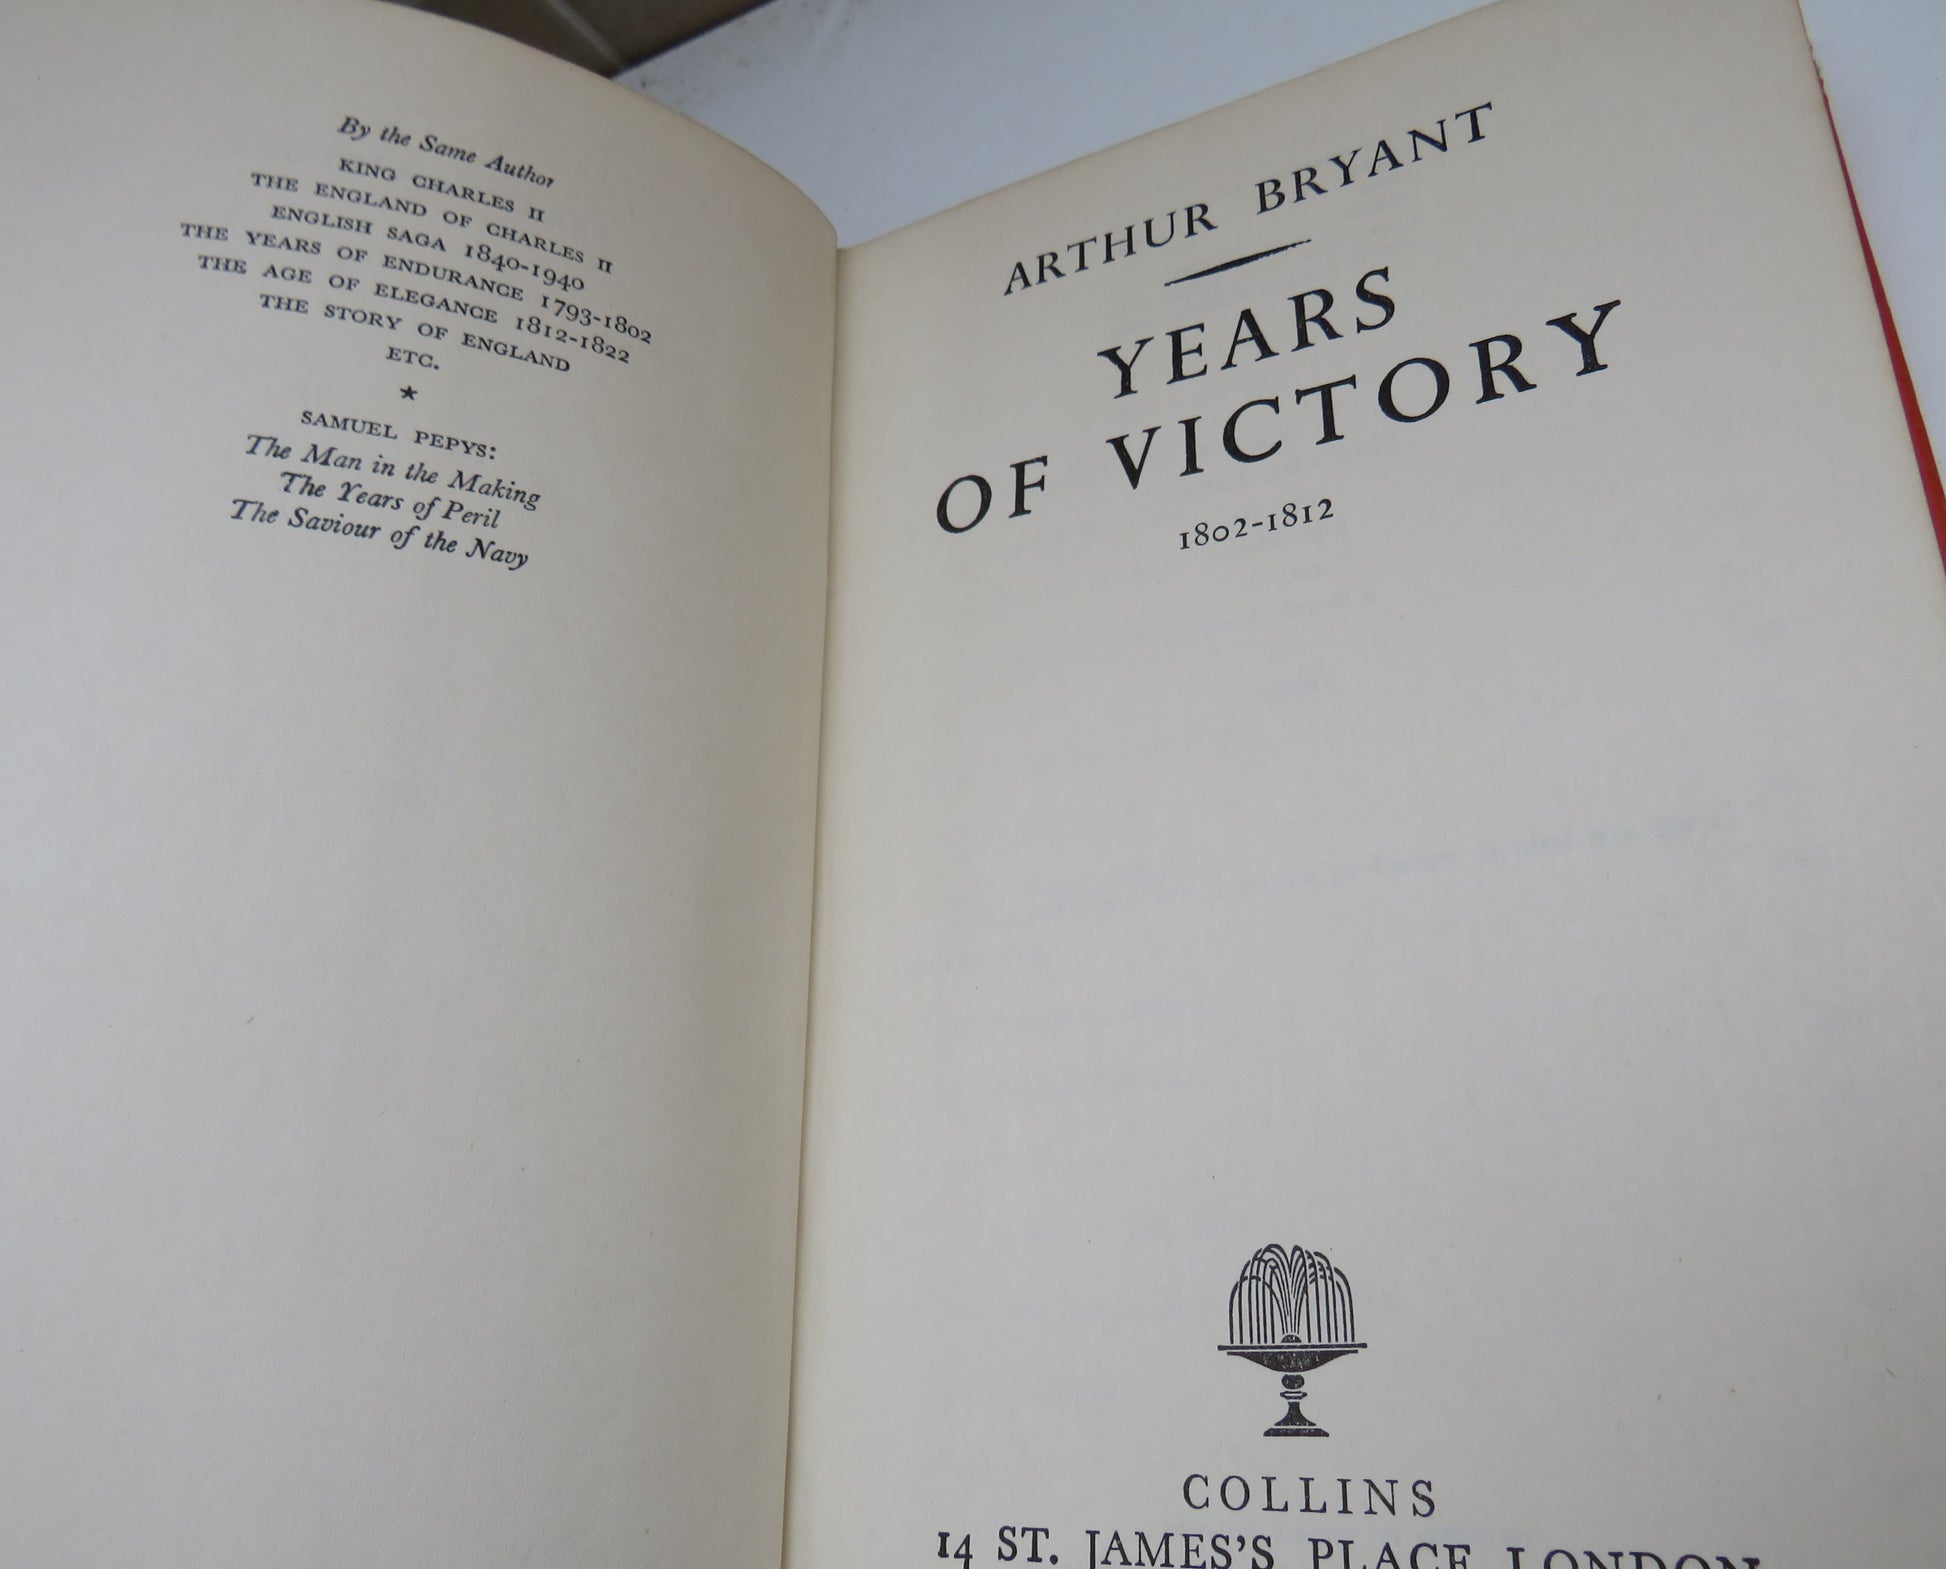 By the Same Author
KING CHARLES II
THE ENGLAND OF CHARLES II
ENGLISH SAGA 1840-1940
THE YEARS OF ENDURANCE 1793-1802
THE AGE OF ELEGANCE 1812-1822
THE STORY OF ENGLAND
ETC.
★
SAMUEL PEPYS:
The Man in the Making
The Years of Peril
The Saviour of the Navy
ARTHUR BRYANT
YEARS
OF VICTORY
1802-1812
COLLINS
14 ST. JAMES'S PLACE LONDON